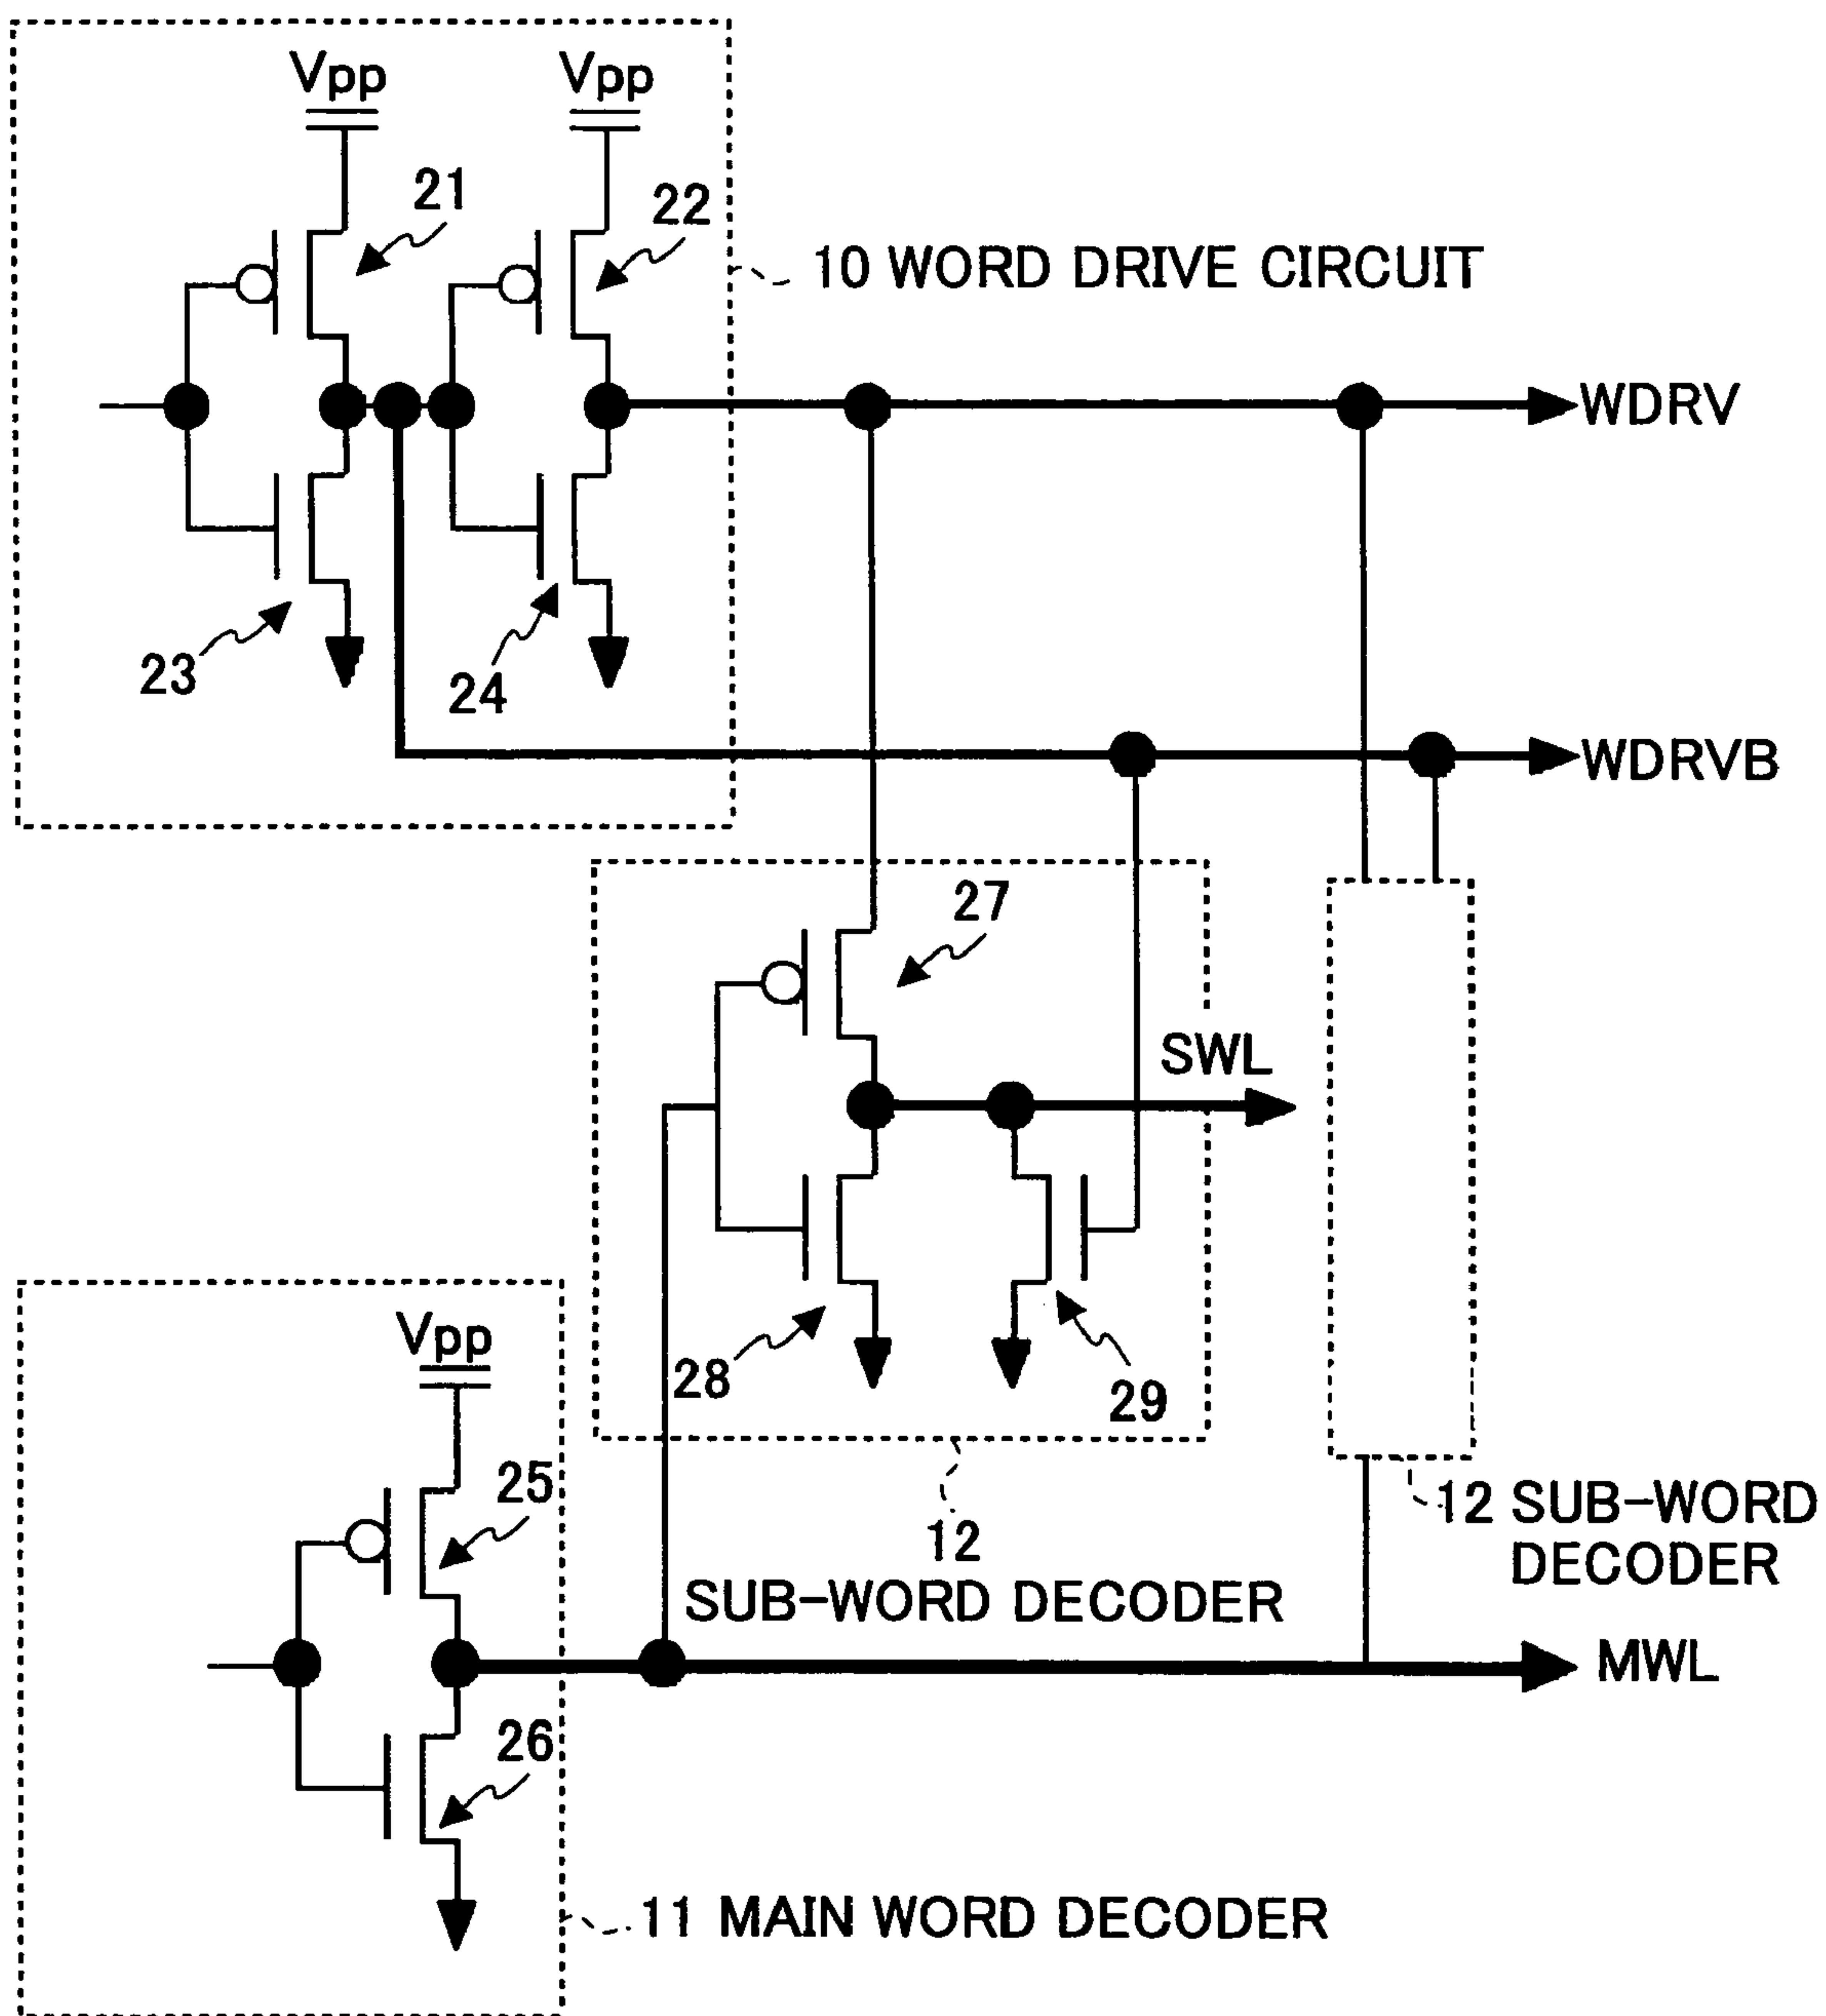 Vpp Vpp
21
22
10 WORD DRIVE CIRCUIT
WDRV
23
24
WDRVB
27
SWL
28
29
Vpp
25
12
SUB-WORD DECODER
12 SUB-WORD
DECODER
MWL
26
11 MAIN WORD DECODER